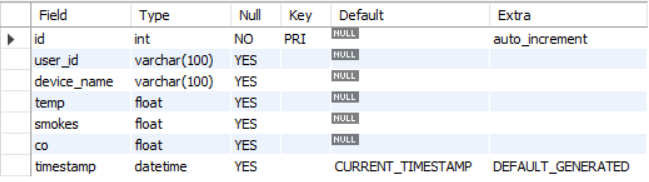 Field Type Null Key Default Extra
id int NO PRI NULL auto_increment
user_id varchar(100) YES NULL
device_name varchar(100) YES NULL
temp float YES NULL
smokes float YES NULL
co float YES NULL
timestamp datetime YES CURRENT_TIMESTAMP DEFAULT_GENERATED